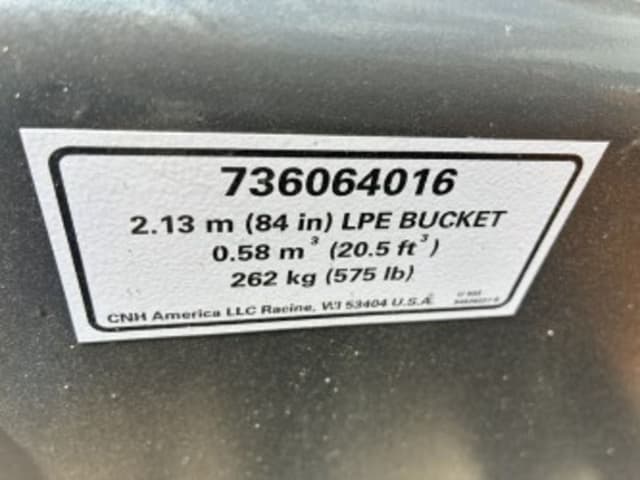 736064016
2.13 m (84 in) LPE BUCKET
0.58 m³ (20.5 ft³)
262 kg (575 lb)
CNH America LLC Racine, WI 53404 U.S.A.